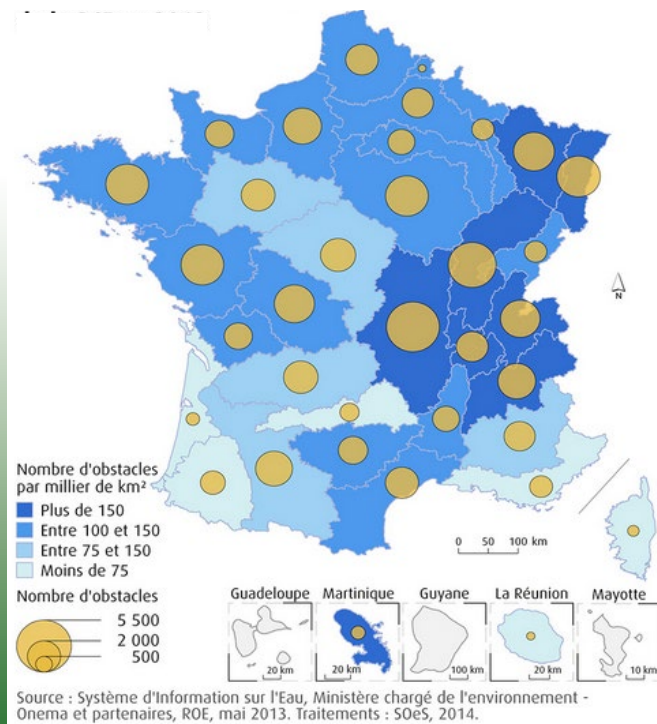 N
Nombre d'obstacles
par millier de km²
Plus de 150
Entre 100 et 150
Entre 75 et 150
Moins de 75
Nombre d'obstacles
5 500
2 000
500
0 50 100 km
Guadeloupe
20 km
Martinique
20 km
Guyane
100 km
La Réunion
20 km
Mayotte
10 km
Source : Système d'Information sur l'Eau, Ministère chargé de l'environnement -
Onema et partenaires, ROE, mai 2013. Traitements : SOeS, 2014.